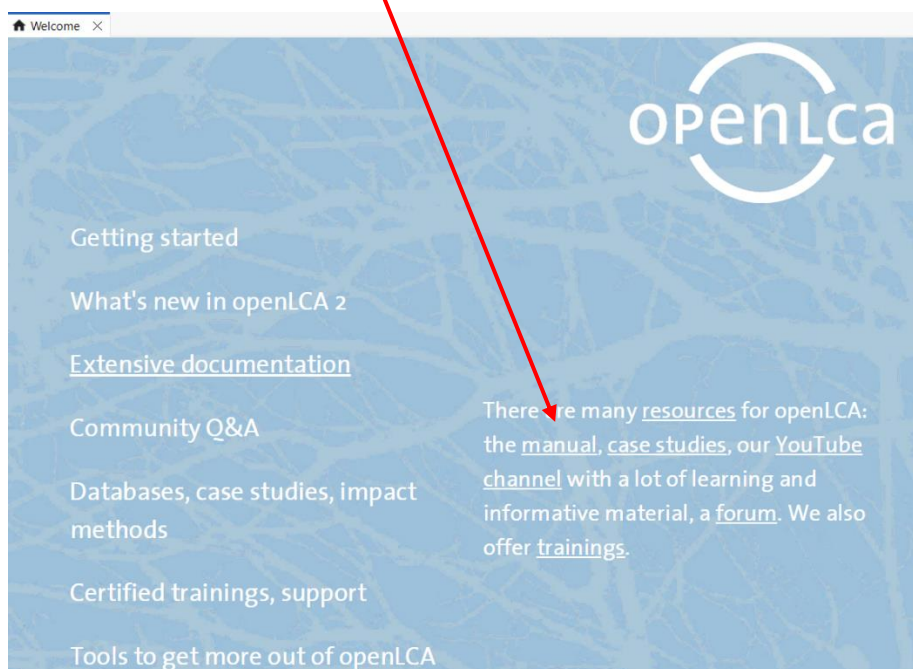 Welcome
openLca
Getting started
What's new in openLCA 2
Extensive documentation
Community Q&A
Databases, case studies, impact
methods
Certified trainings, support
Tools to get more out of openLCA
There are many resources for openLCA:
the manual, case studies, our YouTube
channel with a lot of learning and
informative material, a forum. We also
offer trainings.